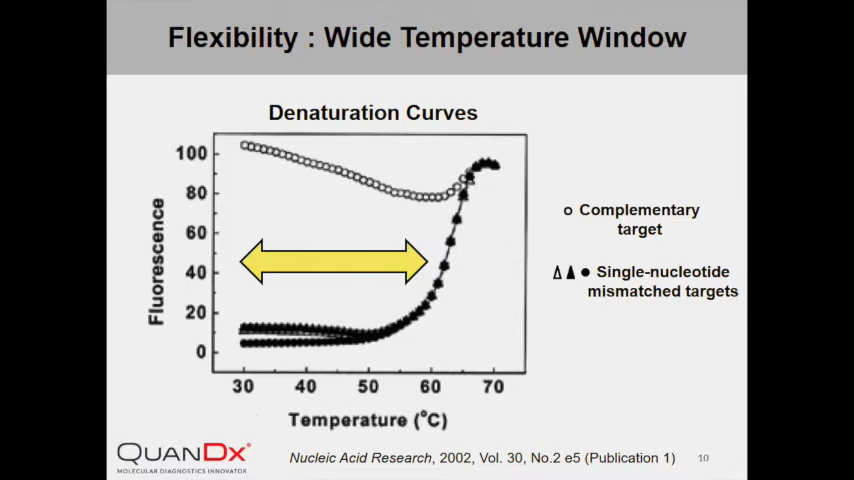 Flexibility : Wide Temperature Window
Denaturation Curves
100
80
60
40
20
0
Fluorescence
30 40 50 60 70
Temperature (°C)
Complementary
target
Single-nucleotide
mismatched targets
QUANDX
MOLECULAR DIAGNOSTICS INNOVATOR
Nucleic Acid Research, 2002, Vol. 30, No.2 e5 (Publication 1)
10